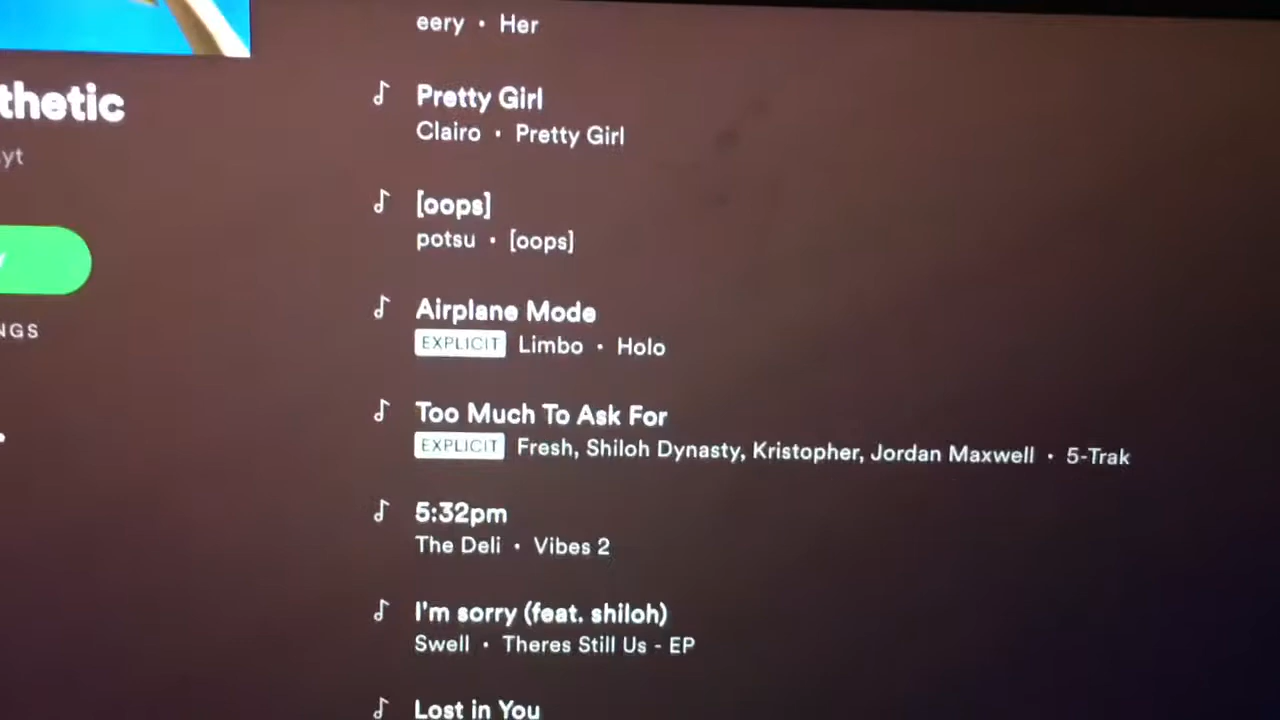 eery • Her
thetic
Pretty Girl
Clairo • Pretty Girl
yt
[oops]
potsu • [oops]
Airplane Mode
EXPLICIT Limbo • Holo
NGS
Too Much To Ask For
EXPLICIT Fresh, Shiloh Dynasty, Kristopher, Jordan Maxwell • 5-Trak
5:32pm
The Deli • Vibes 2
I'm sorry (feat. shiloh)
Swell • Theres Still Us - EP
Lost in You